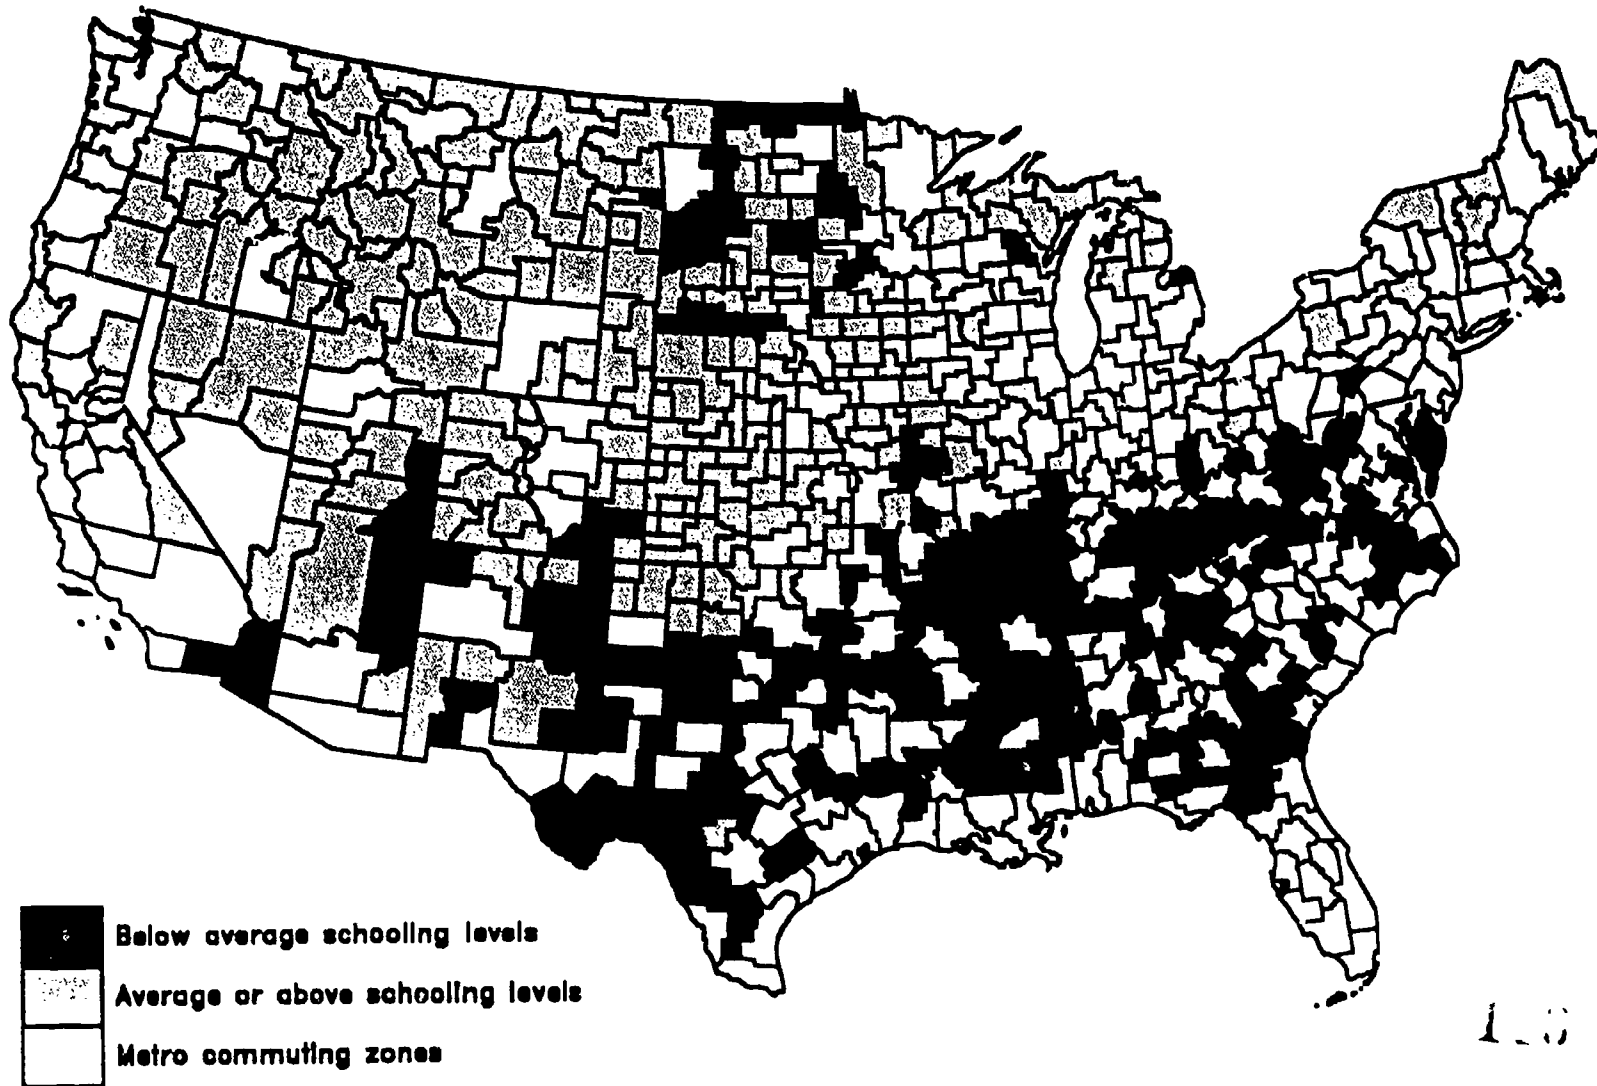 Below average schooling levels
Average or above schooling levels
Metro commuting zones